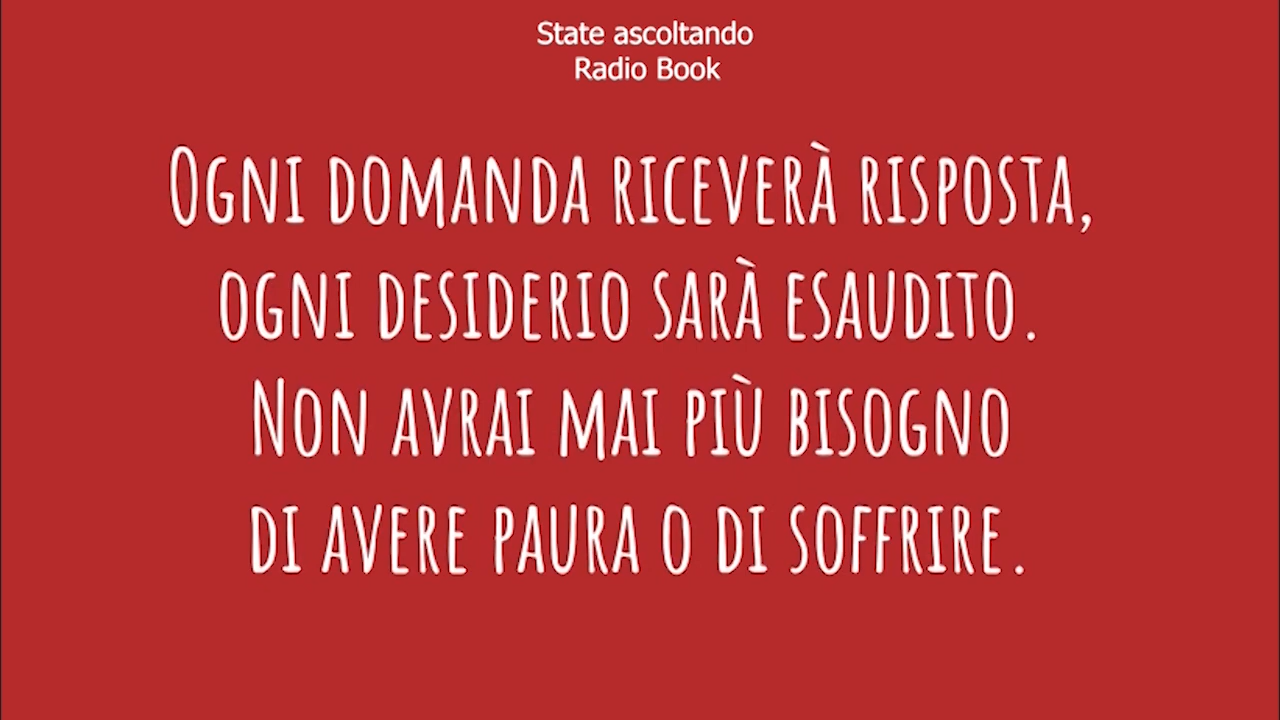 State ascoltando
Radio Book
Ogni domanda riceverà risposta,
ogni desiderio sarà esaudito.
Non avrai mai più bisogno
di avere paura o di soffrire.